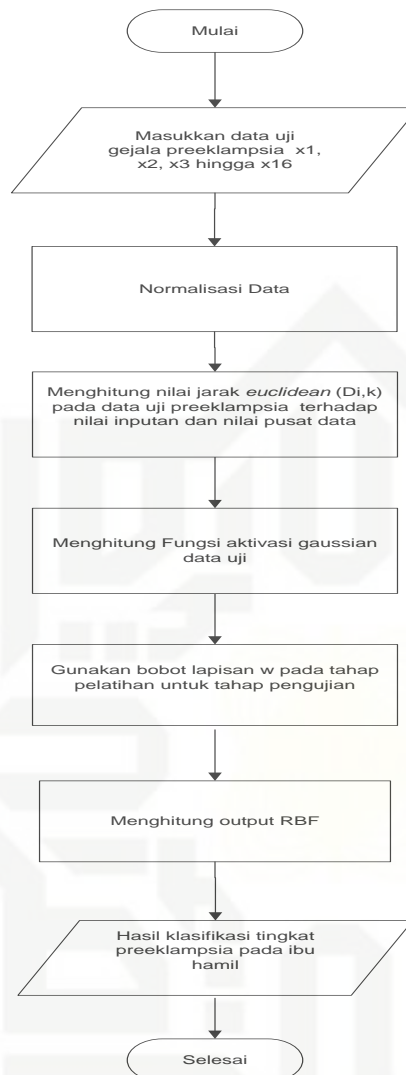 Mulai
Masukkan data uji
gejala preeklampsia x1,
x2, x3 hingga x16
Normalisasi Data
Menghitung nilai jarak euclidean (Di,k)
pada data uji preeklampsia terhadap
nilai inputan dan nilai pusat data
Menghitung Fungsi aktivasi gaussian
data uji
Gunakan bobot lapisan w pada tahap
pelatihan untuk tahap pengujian
Menghitung output RBF
Hasil klasifikasi tingkat
preeklampsia pada ibu
hamil
Selesai